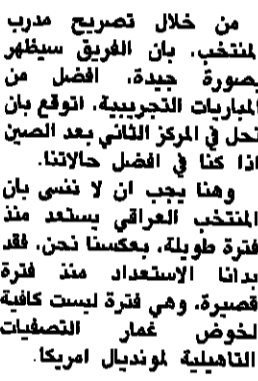 من خلال تصريح مدرب
لمنتخب، بان الفريق سيظهر
بصورة جيدة، افضل من
لمباريات التجريبية، اتوقع بان
نحل في المركز الثاني بعد الصين
اذا كنا في افضل حالاتنا.
وهنا يجب ان لا ننسى بان
المنتخب العراقي يستعد منذ
فترة طويلة، بعكسنا نحن، فقد
بدانا الاستعداد منذ فترة
قصيرة، وهي فترة ليست كافية
لخوض غمار التصفيات
التاهيلية لمونديال امريكا.